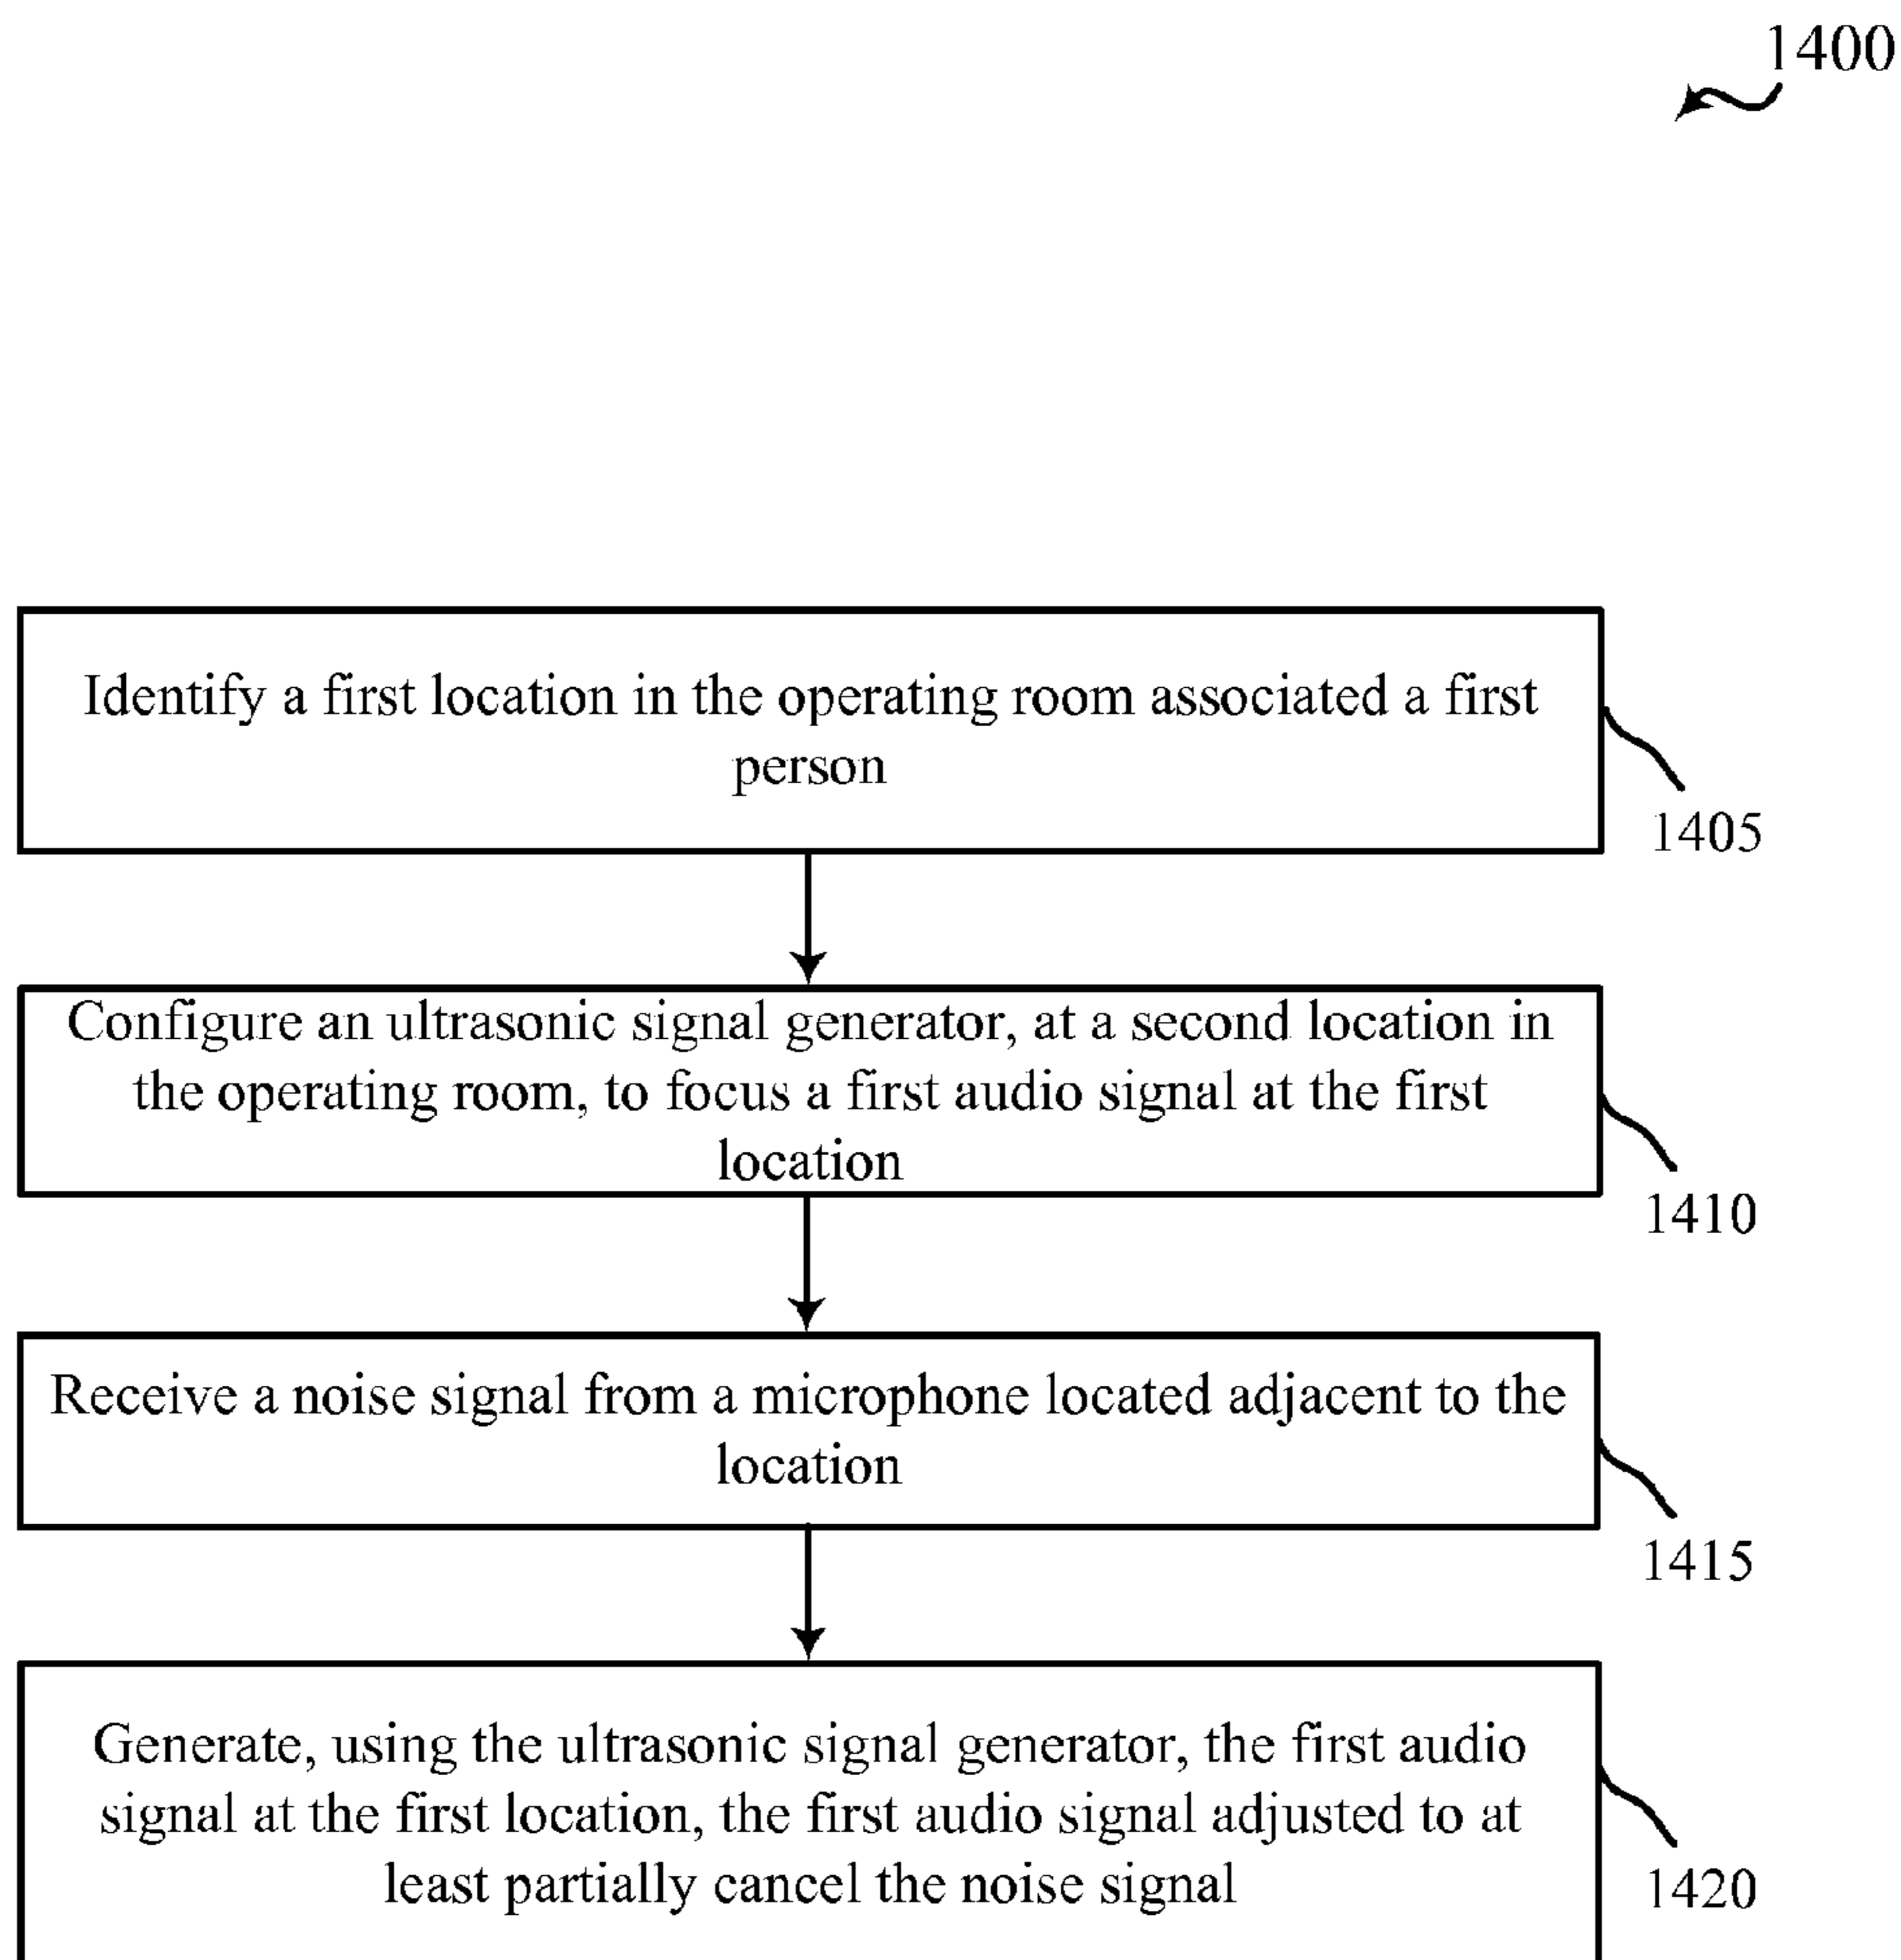 1400
Identify a first location in the operating room associated a first
person
1405
Configure an ultrasonic signal generator, at a second location in
the operating room, to focus a first audio signal at the first
location
1410
Receive a noise signal from a microphone located adjacent to the
location
1415
Generate, using the ultrasonic signal generator, the first audio
signal at the first location, the first audio signal adjusted to at
least partially cancel the noise signal
1420